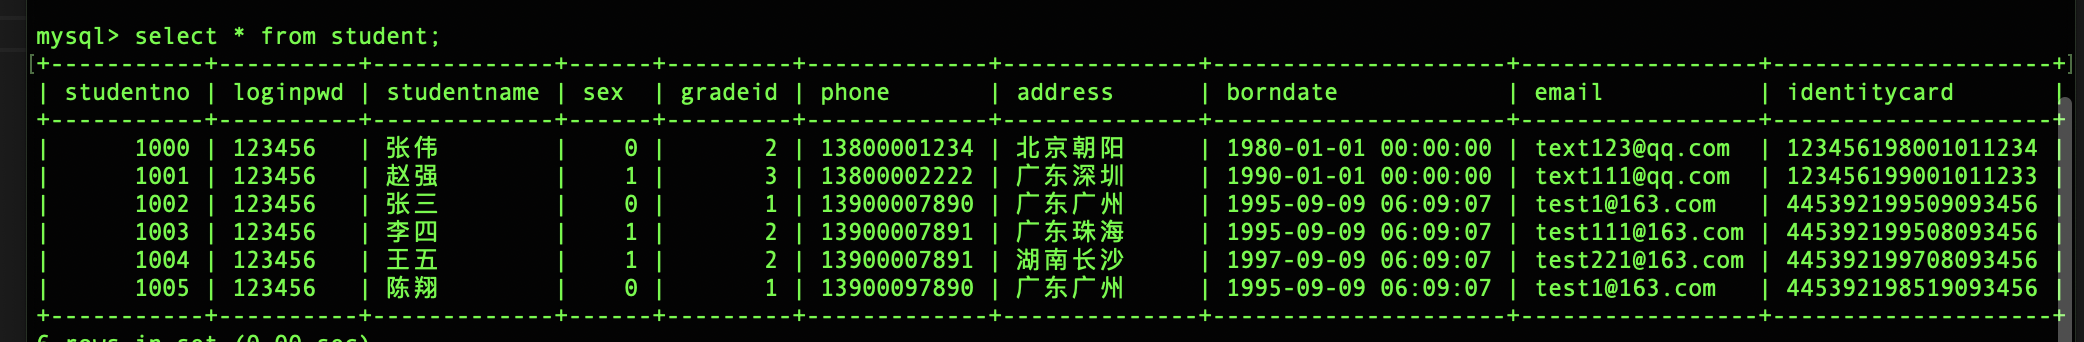 mysql> select * from student;
+-----------+----------+-------------+------+---------+-------------+--------------+---------------------+-----------------+--------------------+
| studentno | loginpwd | studentname | sex  | gradeid | phone       | address      | borndate            | email           | identitycard       |
+-----------+----------+-------------+------+---------+-------------+--------------+---------------------+-----------------+--------------------+
|      1000 | 123456   | 张伟        |    0 |       2 | 13800001234 | 北京朝阳     | 1980-01-01 00:00:00 | text123@qq.com  | 123456198001011234 |
|      1001 | 123456   | 赵强        |    1 |       3 | 13800002222 | 广东深圳     | 1990-01-01 00:00:00 | text111@qq.com  | 123456199001011233 |
|      1002 | 123456   | 张三        |    0 |       1 | 13900007890 | 广东广州     | 1995-09-09 06:09:07 | test1@163.com   | 445392199509093456 |
|      1003 | 123456   | 李四        |    1 |       2 | 13900007891 | 广东珠海     | 1995-09-09 06:09:07 | test111@163.com | 445392199508093456 |
|      1004 | 123456   | 王五        |    1 |       2 | 13900007891 | 湖南长沙     | 1997-09-09 06:09:07 | test221@163.com | 445392199708093456 |
|      1005 | 123456   | 陈翔        |    0 |       1 | 13900097890 | 广东广州     | 1995-09-09 06:09:07 | test1@163.com   | 445392198519093456 |
+-----------+----------+-------------+------+---------+-------------+--------------+---------------------+-----------------+--------------------+
6 rows in set (0.00 sec)